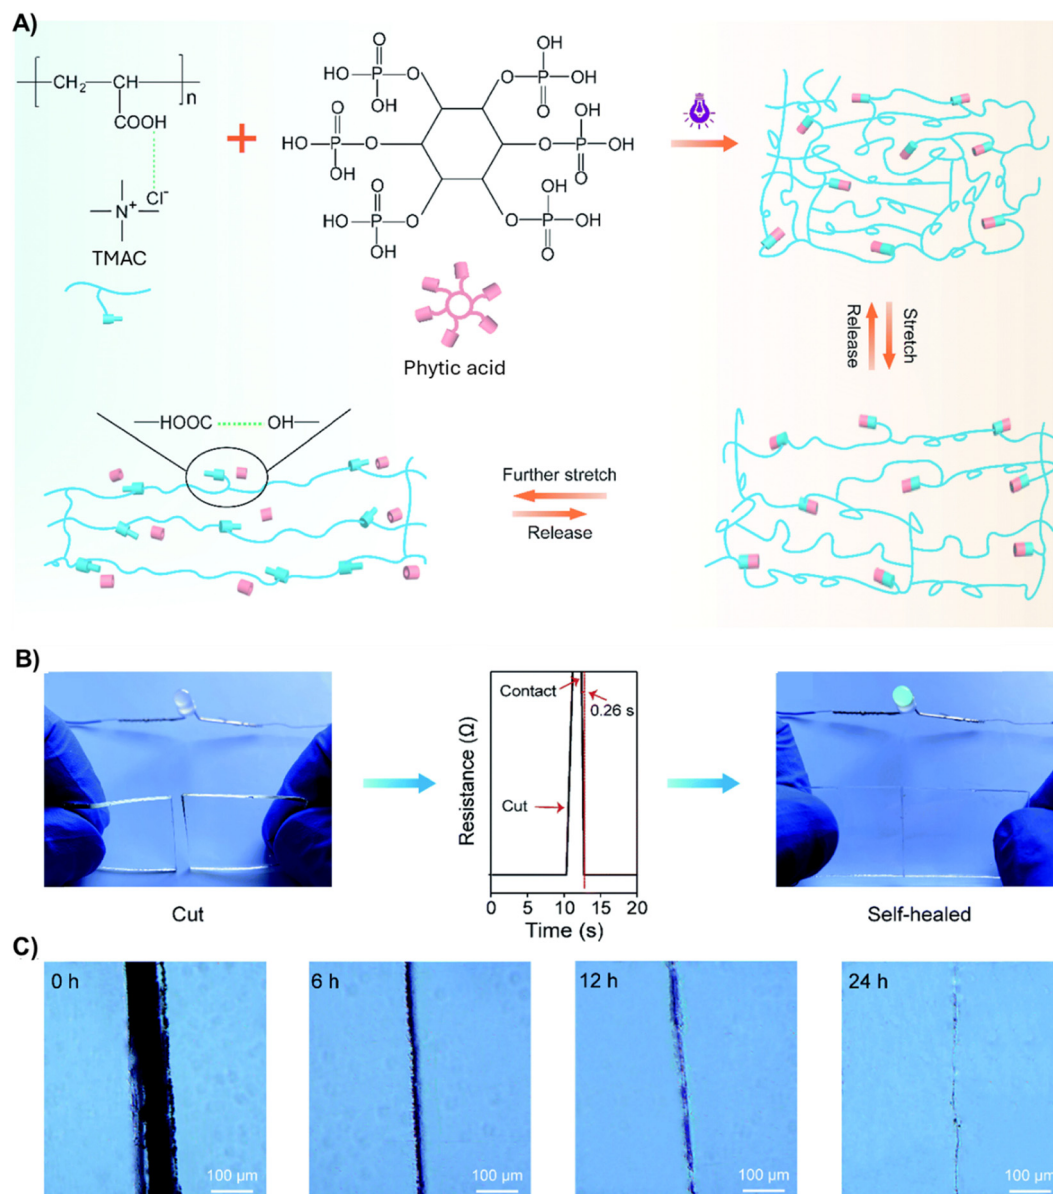 A)
CH2 CH n
COOH
Cl-
N+
TMAC
+
O OH
HO P O O P OH
OH O
O OH
HO P O O P OH
OH O
O OH
HO P O O P OH
OH O
Phytic acid
Release
Stretch
HOOC OH
Further stretch
Release
B)
Cut
Resistance (Ω)
Contact
0.26 s
Cut
0 5 10 15 20
Time (s)
Self-healed
C)
0 h
100 µm
6 h
100 µm
12 h
100 µm
24 h
100 µm